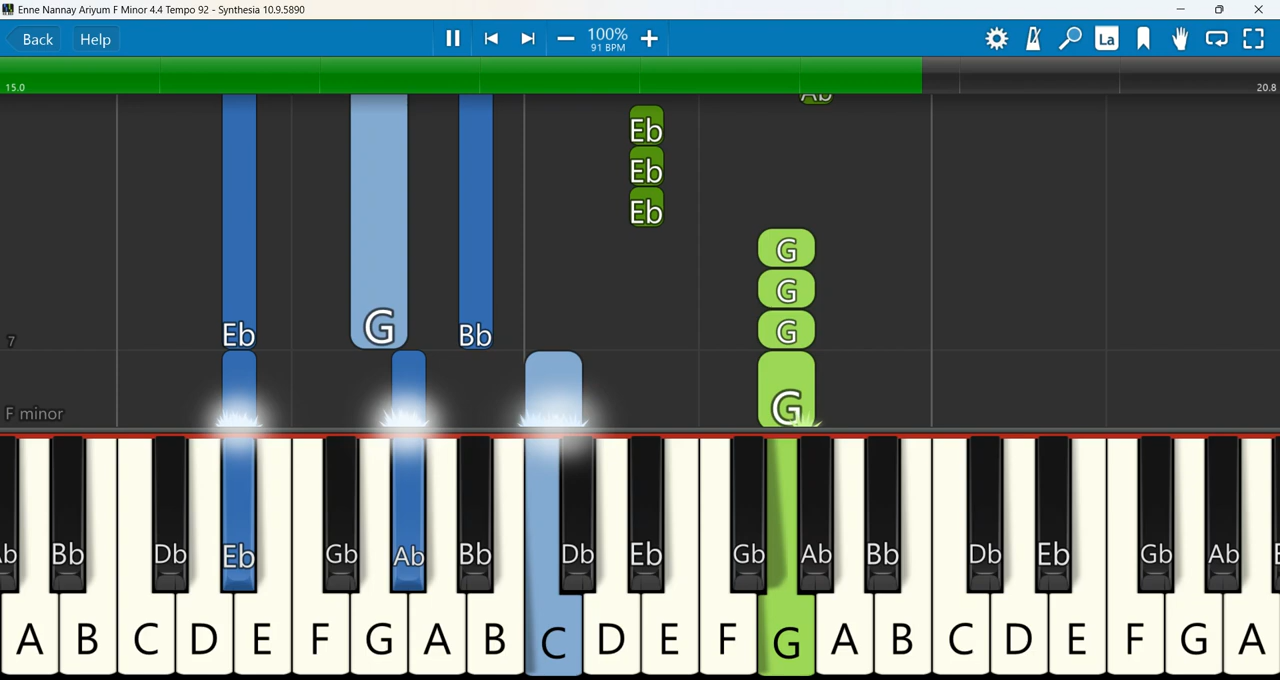 Enne Nannay Ariyum F Minor 4.4 Tempo 92 - Synthesia 10.9.5890
Back Help 100% La
91 BPM
15.0 20.8
Ab
Eb
Eb
Eb
G
G
Eb G Bb G
7
G
F minor
Ab Bb Db Eb Gb Ab Bb Db Eb Gb Ab Bb Db Eb Gb Ab
A B C D E F G A B C D E F G A B C D E F G A